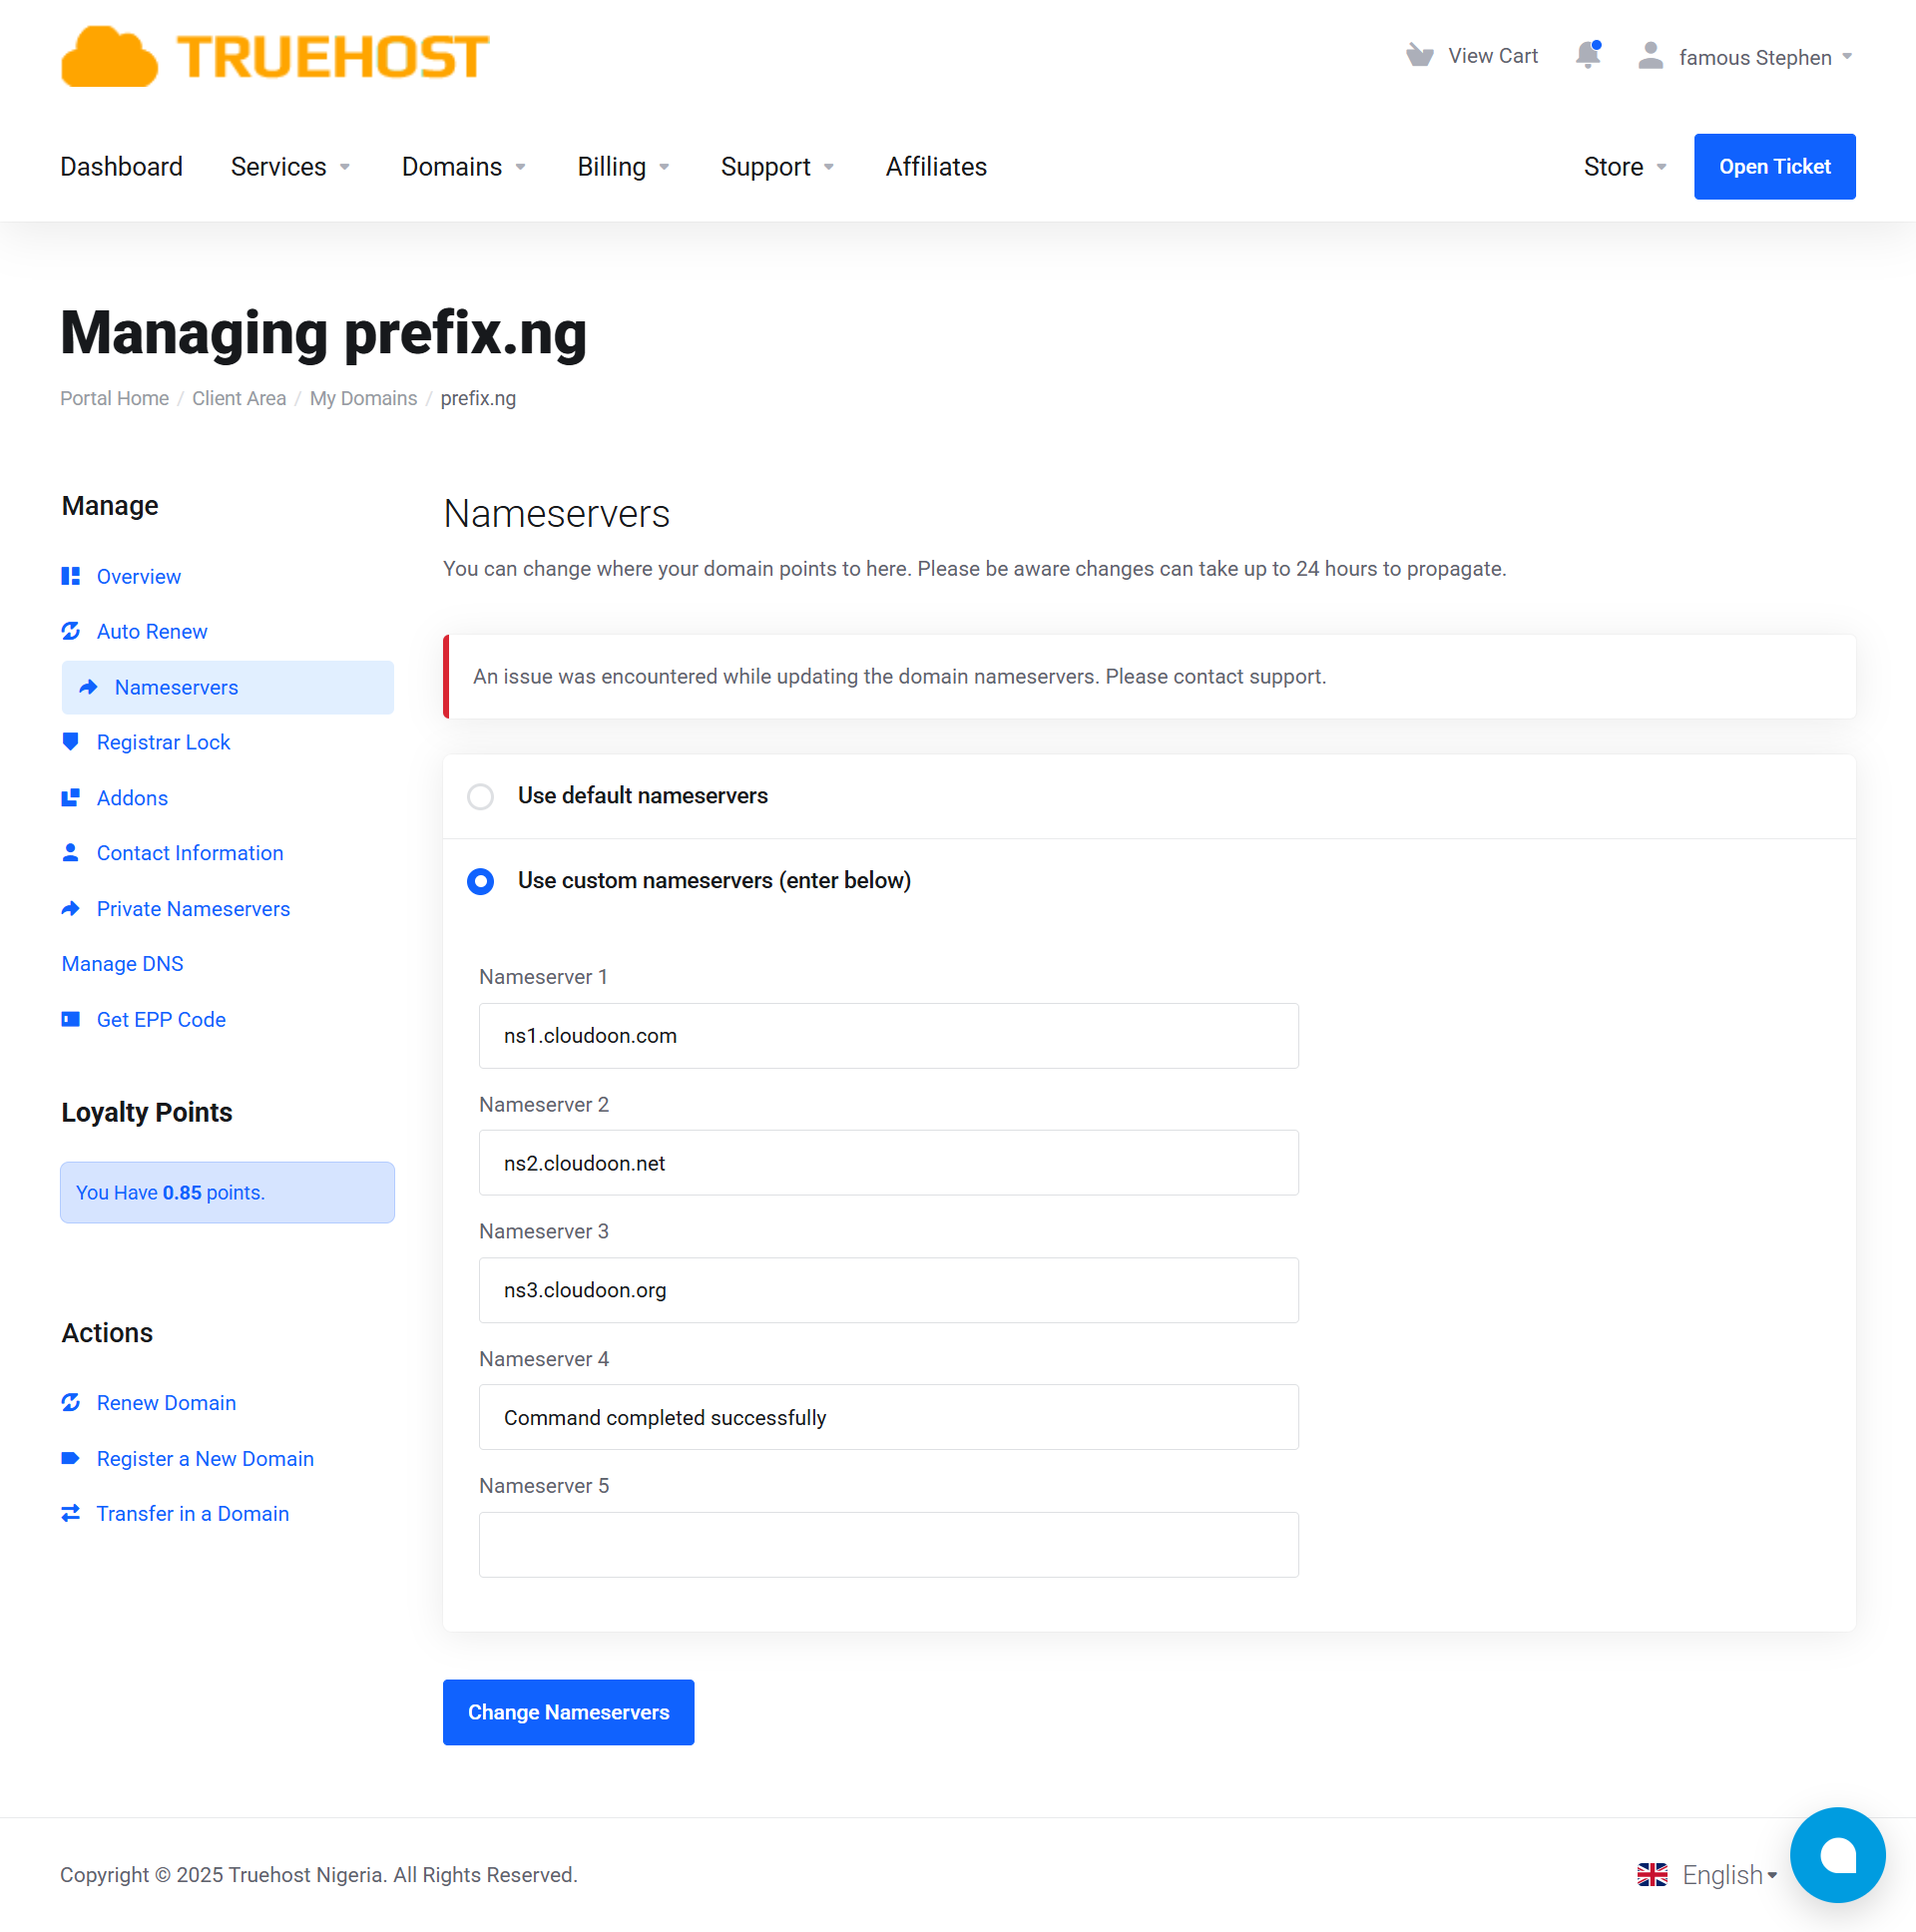 TRUEHOST
View Cart
famous Stephen
Dashboard
Services
Domains
Billing
Support
Affiliates
Store
Open Ticket
Managing prefix.ng
Portal Home / Client Area / My Domains / prefix.ng
Manage
Overview
Auto Renew
Nameservers
Registrar Lock
Addons
Contact Information
Private Nameservers
Manage DNS
Get EPP Code
Loyalty Points
You Have 0.85 points.
Actions
Renew Domain
Register a New Domain
Transfer in a Domain
Nameservers
You can change where your domain points to here. Please be aware changes can take up to 24 hours to propagate.
An issue was encountered while updating the domain nameservers. Please contact support.
Use default nameservers
Use custom nameservers (enter below)
Nameserver 1
ns1.cloudoon.com
Nameserver 2
ns2.cloudoon.net
Nameserver 3
ns3.cloudoon.org
Nameserver 4
Command completed successfully
Nameserver 5
Change Nameservers
Copyright © 2025 Truehost Nigeria. All Rights Reserved.
English